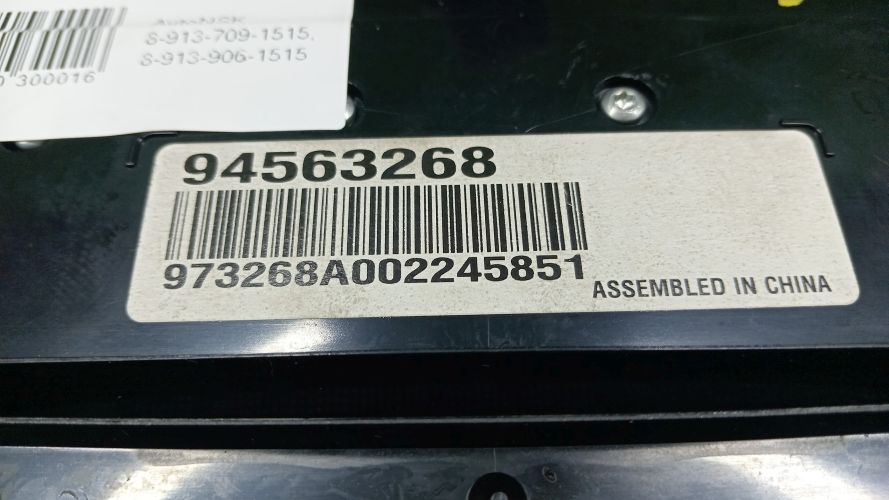 8-913-709-1515,
8-913-906-1515
300016
94563268
973268A002245851
ASSEMBLED IN CHINA